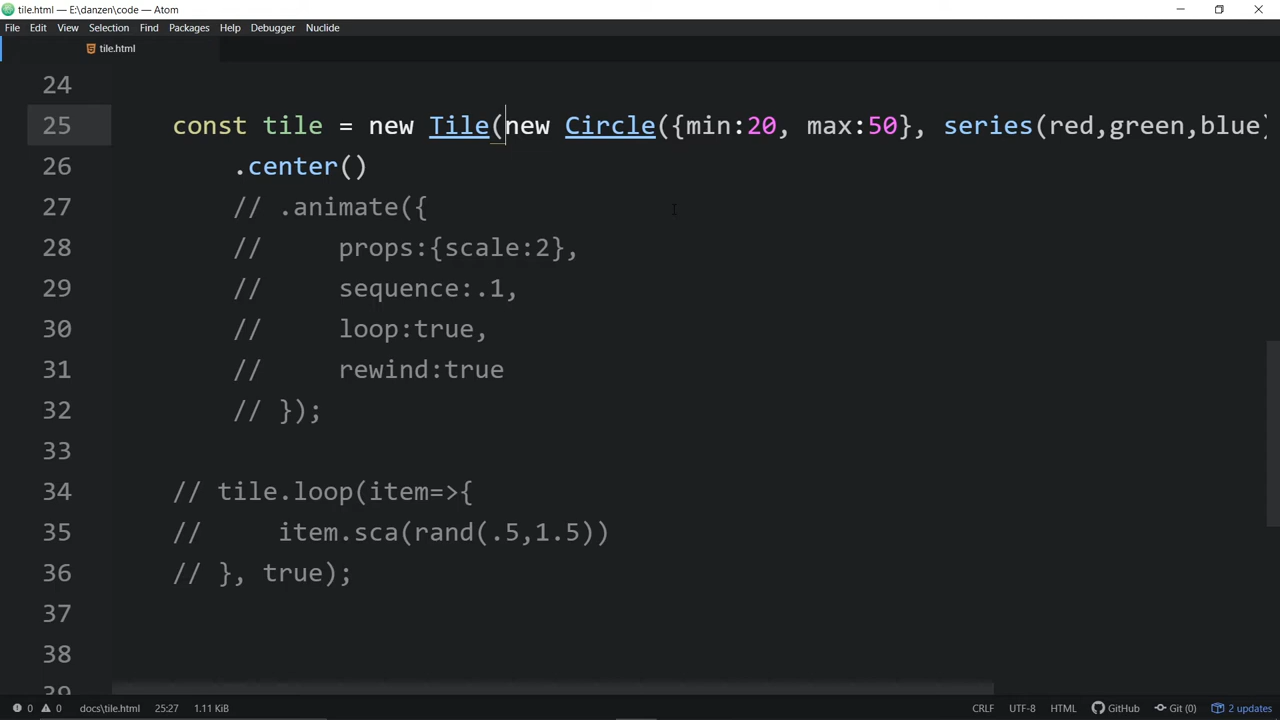 tile.html — E:\danzen\code — Atom
File Edit View Selection Find Packages Help Debugger Nuclide
tile.html
24
25 const tile = new Tile(new Circle({min:20, max:50}, series(red,green,blue)
26 .center()
27 // .animate({
28 // props:{scale:2},
29 // sequence:.1,
30 // loop:true,
31 // rewind:true
32 // });
33
34 // tile.loop(item=>{
35 // item.sca(rand(.5,1.5))
36 // }, true);
37
38
39
0 0 docs\tile.html 25:27 1.11 KiB CRLF UTF-8 HTML GitHub Git (0) 2 updates